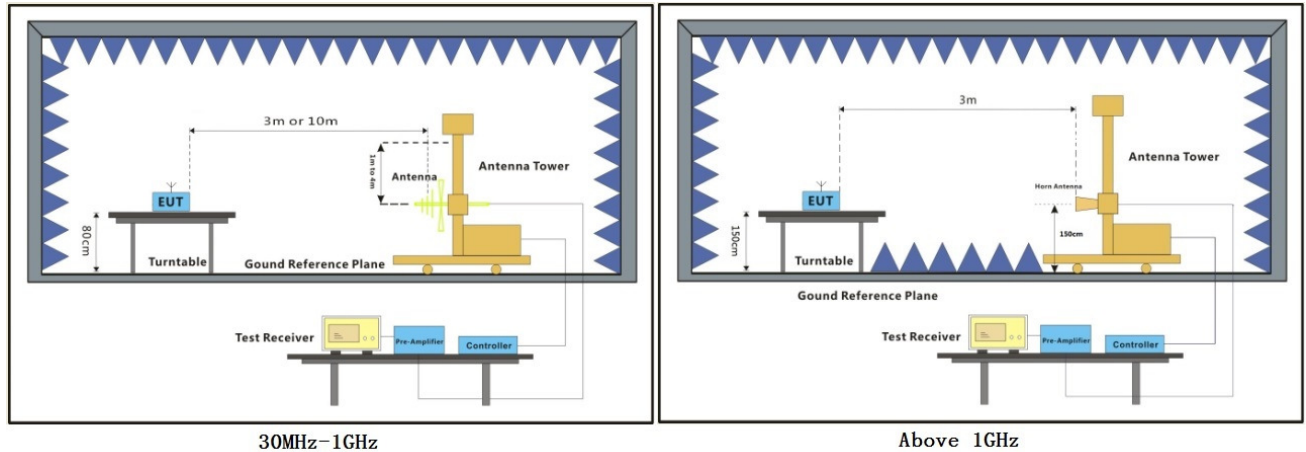 3m or 10m
1m to 4m
Antenna
Antenna Tower
EUT
80cm
Turntable
Gound Reference Plane
Test Receiver
Pre-Amplifier
Controller
30MHz-1GHz
3m
Antenna Tower
Horn Antenna
EUT
150cm
150cm
Turntable
Gound Reference Plane
Test Receiver
Pre-Amplifier
Controller
Above 1GHz